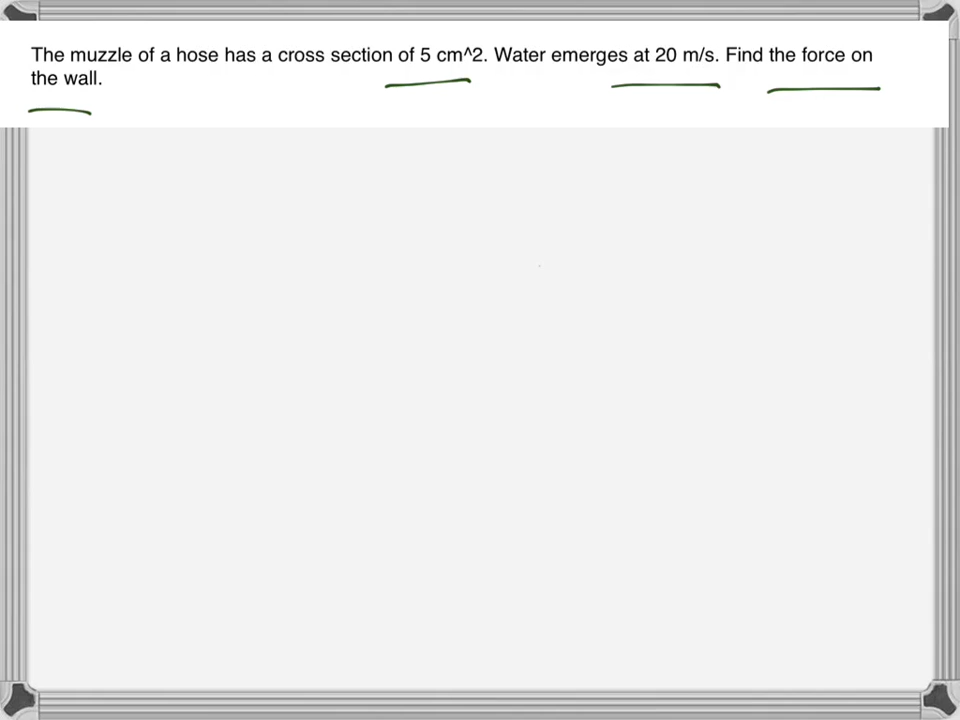 The muzzle of a hose has a cross section of 5 cm^2. Water emerges at 20 m/s. Find the force on
the wall.